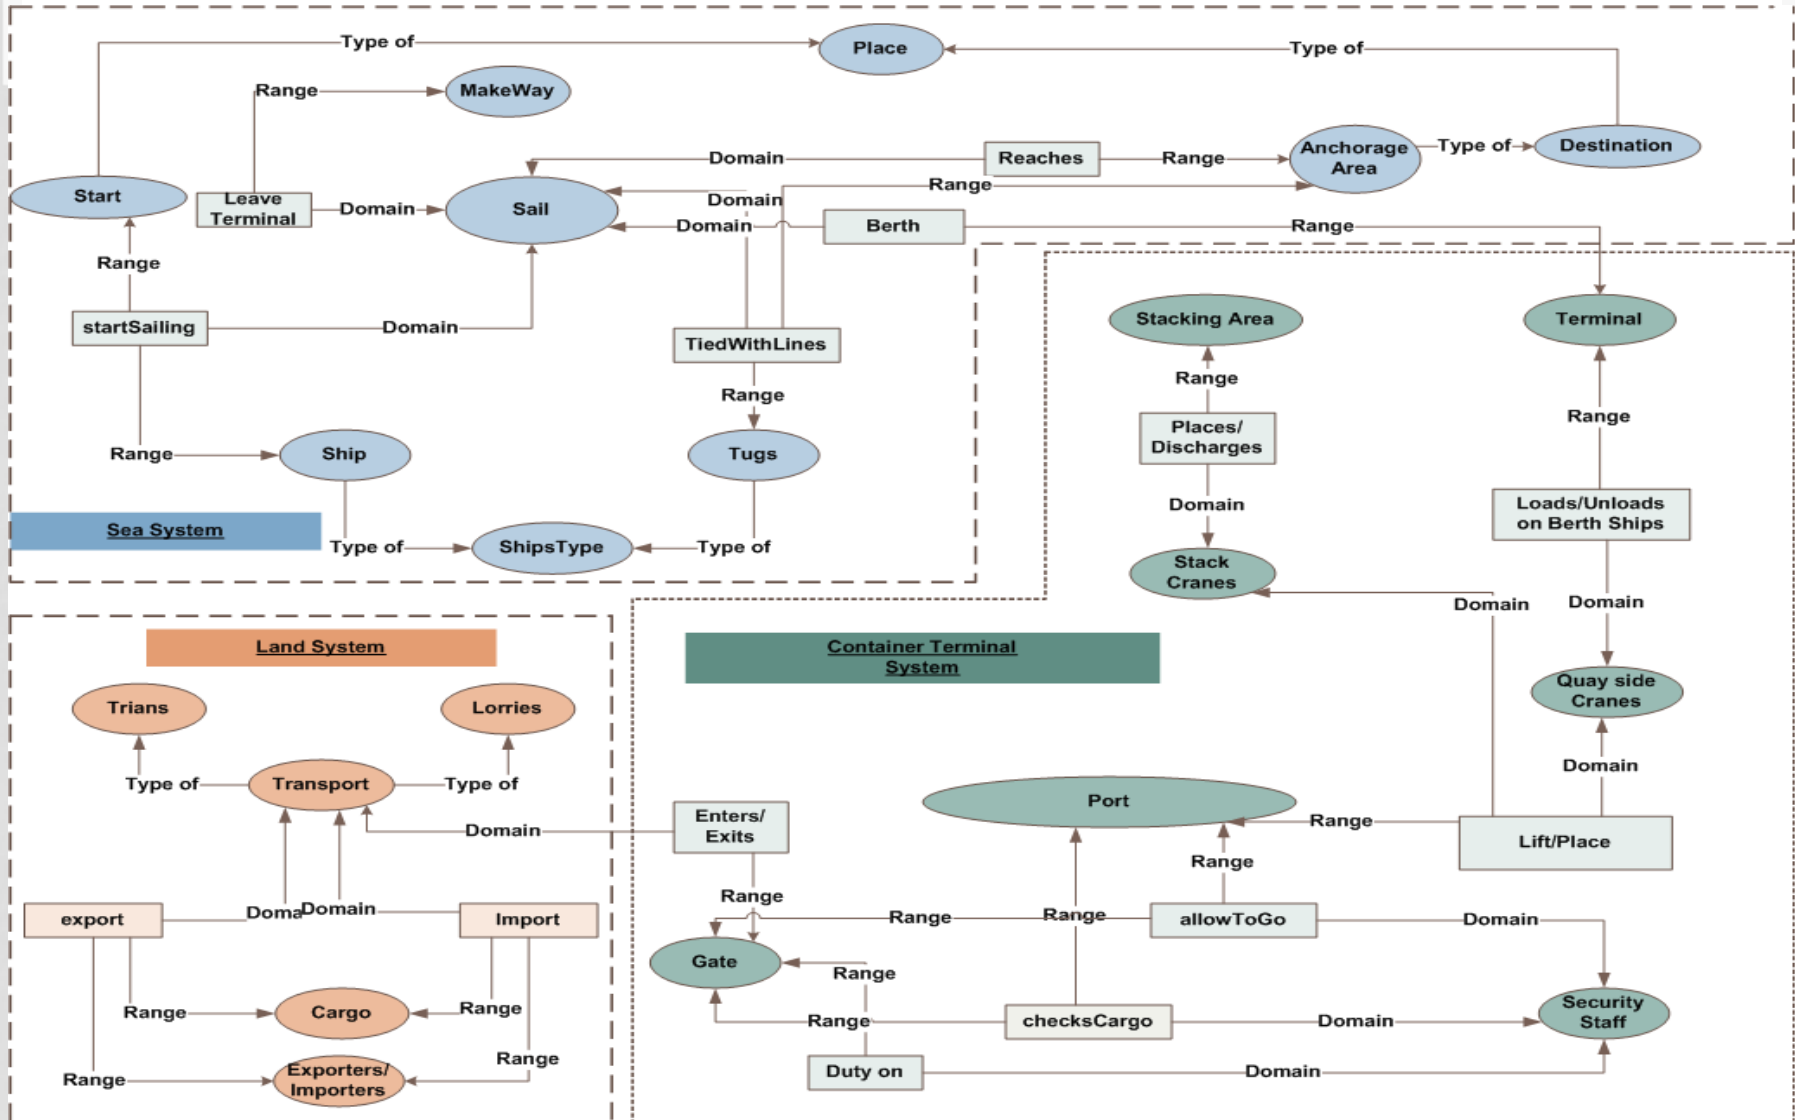 Type of
Place
Type of
Range
MakeWay
Domain
Reaches
Range
Anchorage
Area
Type of
Destination
Start
Leave
Terminal
Domain
Sail
Domain
Range
Domain
Berth
Range
Range
startSailing
Domain
TiedWithLines
Range
Range
Ship
Tugs
Sea System
Type of
ShipsType
Type of
Stacking Area
Terminal
Range
Range
Places/
Discharges
Domain
Loads/Unloads
on Berth Ships
Stack
Cranes
Domain
Domain
Quay side
Cranes
Domain
Land System
Container Terminal
System
Trians
Lorries
Type of
Transport
Type of
Domain
Enters/
Exits
Port
Range
Lift/Place
Range
Range
export
Doma
Domain
Import
Range
Range
allowToGo
Domain
Gate
Range
Range
Cargo
Range
Range
checksCargo
Domain
Security
Staff
Range
Range
Exporters/
Importers
Duty on
Domain